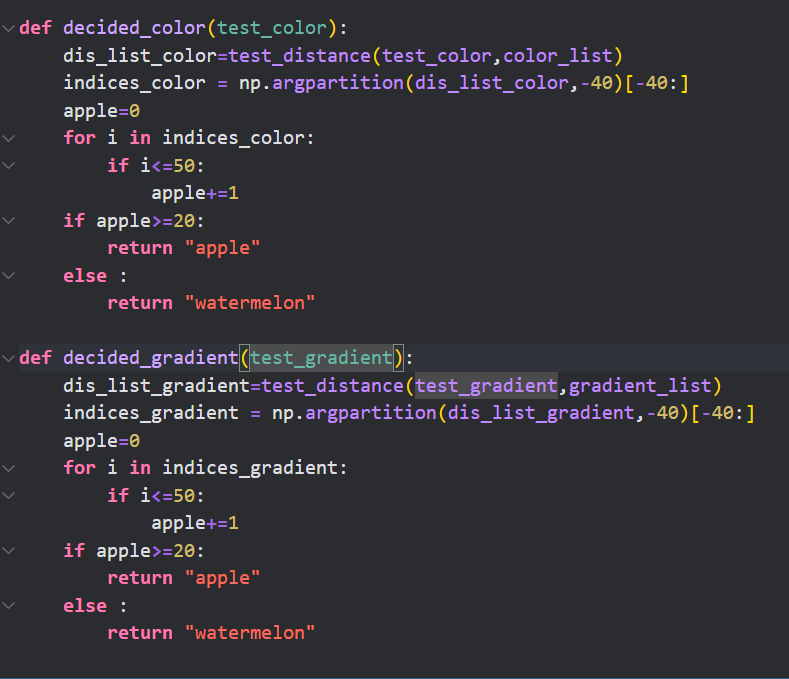 def decided_color(test_color):
    dis_list_color=test_distance(test_color,color_list)
    indices_color = np.argpartition(dis_list_color,-40)[-40:]
    apple=0
    for i in indices_color:
        if i<=50:
            apple+=1
    if apple>=20:
        return "apple"
    else :
        return "watermelon"

def decided_gradient(test_gradient):
    dis_list_gradient=test_distance(test_gradient,gradient_list)
    indices_gradient = np.argpartition(dis_list_gradient,-40)[-40:]
    apple=0
    for i in indices_gradient:
        if i<=50:
            apple+=1
    if apple>=20:
        return "apple"
    else :
        return "watermelon"